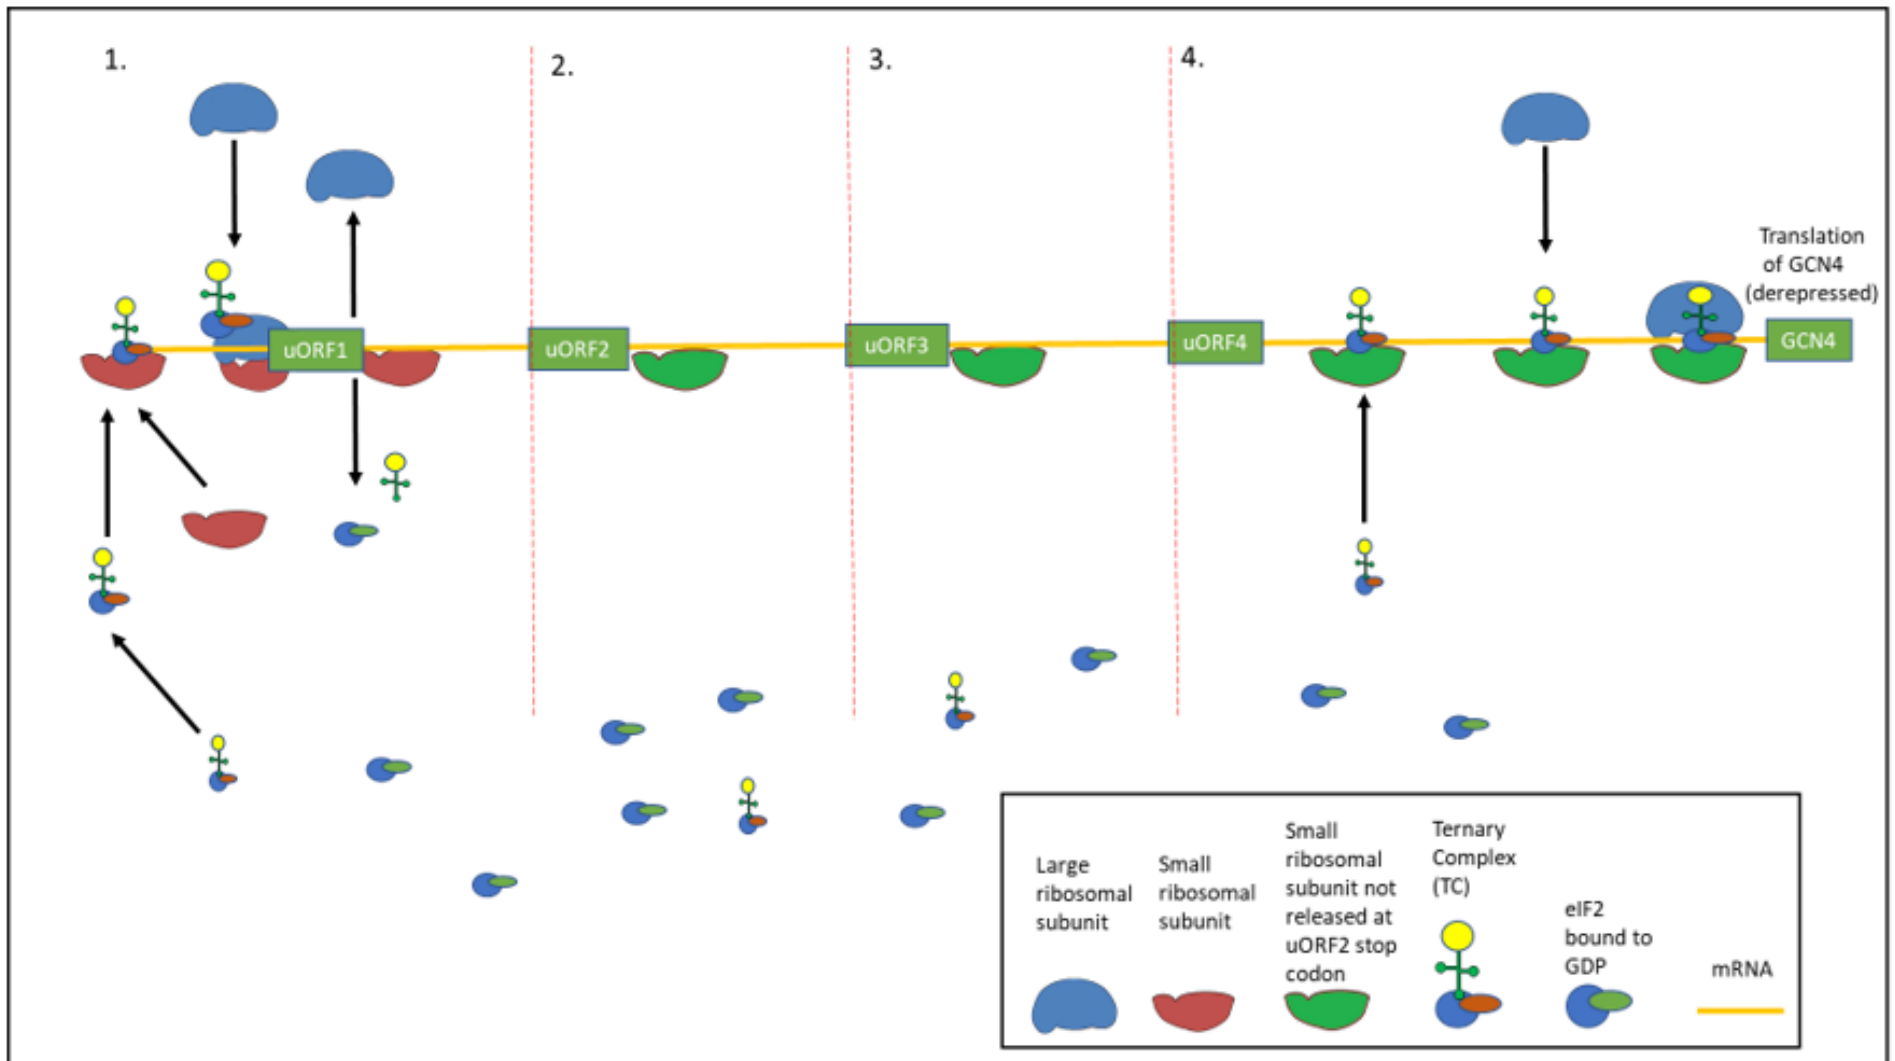 1.
2.
3.
4.
Translation
of GCN4
(derepressed)
uORF1
uORF2
uORF3
uORF4
GCN4
Large
ribosomal
subunit
Small
ribosomal
subunit
Small
ribosomal
subunit not
released at
uORF2 stop
codon
Ternary
Complex
(TC)
eIF2
bound to
GDP
mRNA